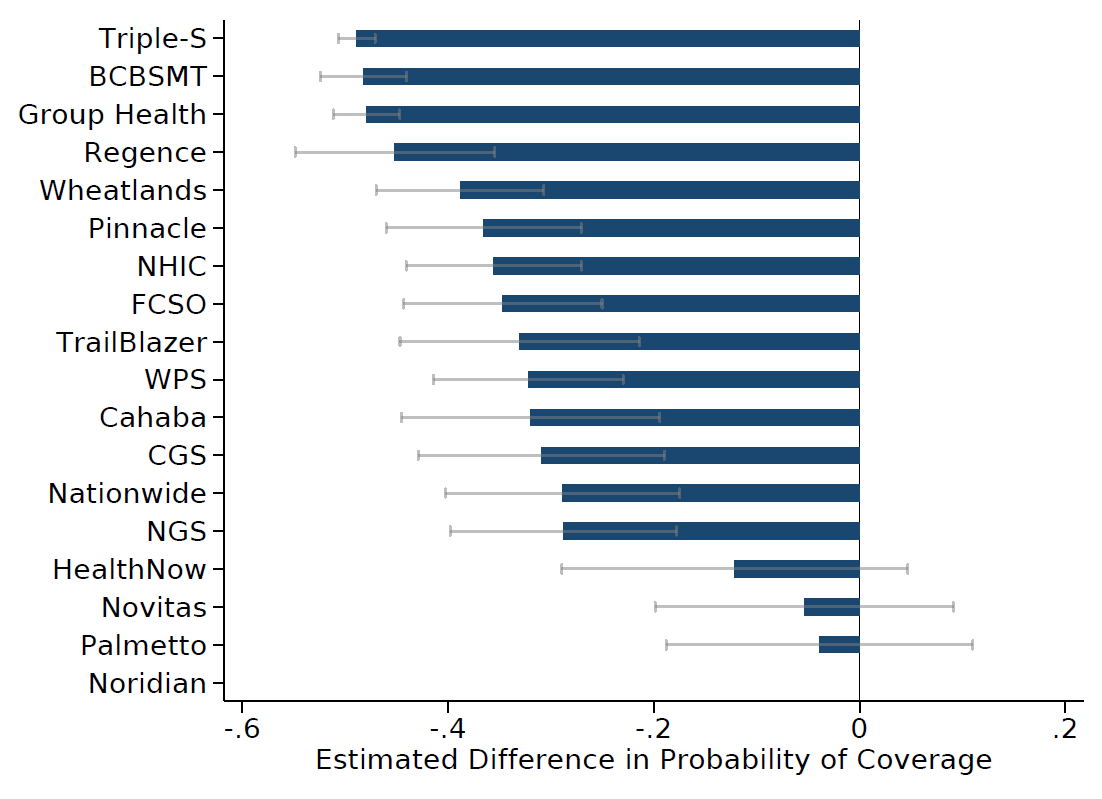 Triple-S
BCBSMT
Group Health
Regence
Wheatlands
Pinnacle
NHIC
FCSO
TrailBlazer
WPS
Cahaba
CGS
Nationwide
NGS
HealthNow
Novitas
Palmetto
Noridian
-.6 -.4 -.2 0 .2
Estimated Difference in Probability of Coverage